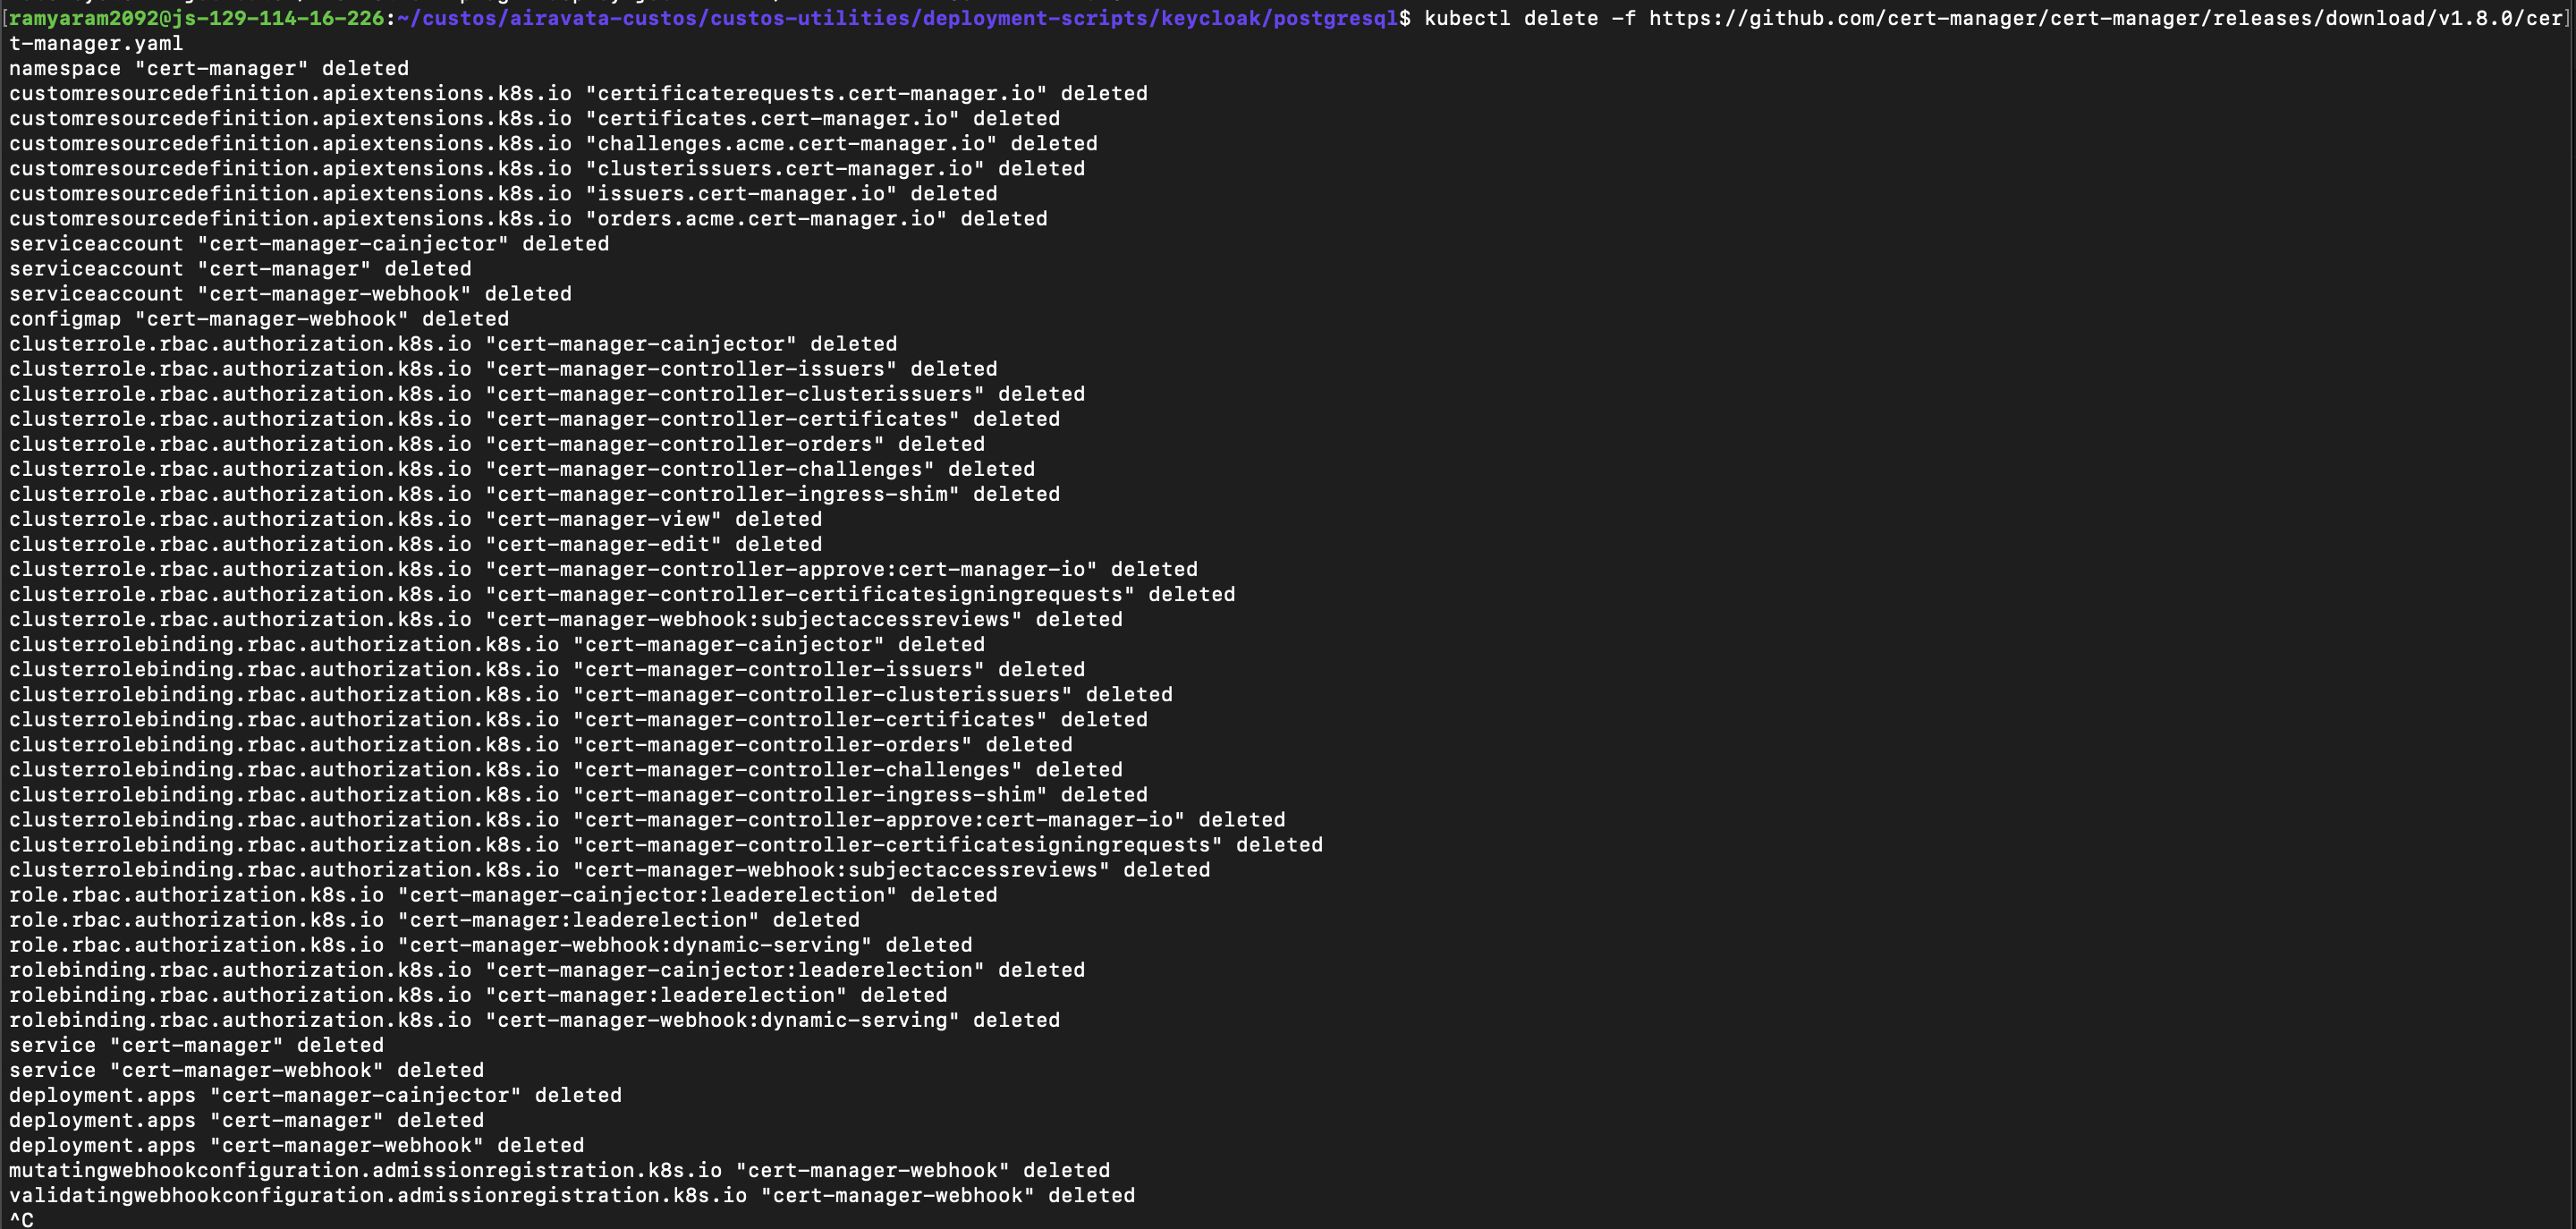 [ramyaram2092@js-129-114-16-226:~/custos/airavata-custos/custos-utilities/deployment-scripts/keycloak/postgresql$ kubectl delete -f https://github.com/cert-manager/cert-manager/releases/download/v1.8.0/cer]
t-manager.yaml
namespace "cert-manager" deleted
customresourcedefinition.apiextensions.k8s.io "certificaterequests.cert-manager.io" deleted
customresourcedefinition.apiextensions.k8s.io "certificates.cert-manager.io" deleted
customresourcedefinition.apiextensions.k8s.io "challenges.acme.cert-manager.io" deleted
customresourcedefinition.apiextensions.k8s.io "clusterissuers.cert-manager.io" deleted
customresourcedefinition.apiextensions.k8s.io "issuers.cert-manager.io" deleted
customresourcedefinition.apiextensions.k8s.io "orders.acme.cert-manager.io" deleted
serviceaccount "cert-manager-cainjector" deleted
serviceaccount "cert-manager" deleted
serviceaccount "cert-manager-webhook" deleted
configmap "cert-manager-webhook" deleted
clusterrole.rbac.authorization.k8s.io "cert-manager-cainjector" deleted
clusterrole.rbac.authorization.k8s.io "cert-manager-controller-issuers" deleted
clusterrole.rbac.authorization.k8s.io "cert-manager-controller-clusterissuers" deleted
clusterrole.rbac.authorization.k8s.io "cert-manager-controller-certificates" deleted
clusterrole.rbac.authorization.k8s.io "cert-manager-controller-orders" deleted
clusterrole.rbac.authorization.k8s.io "cert-manager-controller-challenges" deleted
clusterrole.rbac.authorization.k8s.io "cert-manager-controller-ingress-shim" deleted
clusterrole.rbac.authorization.k8s.io "cert-manager-view" deleted
clusterrole.rbac.authorization.k8s.io "cert-manager-edit" deleted
clusterrole.rbac.authorization.k8s.io "cert-manager-controller-approve:cert-manager-io" deleted
clusterrole.rbac.authorization.k8s.io "cert-manager-controller-certificatesigningrequests" deleted
clusterrole.rbac.authorization.k8s.io "cert-manager-webhook:subjectaccessreviews" deleted
clusterrolebinding.rbac.authorization.k8s.io "cert-manager-cainjector" deleted
clusterrolebinding.rbac.authorization.k8s.io "cert-manager-controller-issuers" deleted
clusterrolebinding.rbac.authorization.k8s.io "cert-manager-controller-clusterissuers" deleted
clusterrolebinding.rbac.authorization.k8s.io "cert-manager-controller-certificates" deleted
clusterrolebinding.rbac.authorization.k8s.io "cert-manager-controller-orders" deleted
clusterrolebinding.rbac.authorization.k8s.io "cert-manager-controller-challenges" deleted
clusterrolebinding.rbac.authorization.k8s.io "cert-manager-controller-ingress-shim" deleted
clusterrolebinding.rbac.authorization.k8s.io "cert-manager-controller-approve:cert-manager-io" deleted
clusterrolebinding.rbac.authorization.k8s.io "cert-manager-controller-certificatesigningrequests" deleted
clusterrolebinding.rbac.authorization.k8s.io "cert-manager-webhook:subjectaccessreviews" deleted
role.rbac.authorization.k8s.io "cert-manager-cainjector:leaderelection" deleted
role.rbac.authorization.k8s.io "cert-manager:leaderelection" deleted
role.rbac.authorization.k8s.io "cert-manager-webhook:dynamic-serving" deleted
rolebinding.rbac.authorization.k8s.io "cert-manager-cainjector:leaderelection" deleted
rolebinding.rbac.authorization.k8s.io "cert-manager:leaderelection" deleted
rolebinding.rbac.authorization.k8s.io "cert-manager-webhook:dynamic-serving" deleted
service "cert-manager" deleted
service "cert-manager-webhook" deleted
deployment.apps "cert-manager-cainjector" deleted
deployment.apps "cert-manager" deleted
deployment.apps "cert-manager-webhook" deleted
mutatingwebhookconfiguration.admissionregistration.k8s.io "cert-manager-webhook" deleted
validatingwebhookconfiguration.admissionregistration.k8s.io "cert-manager-webhook" deleted
^C